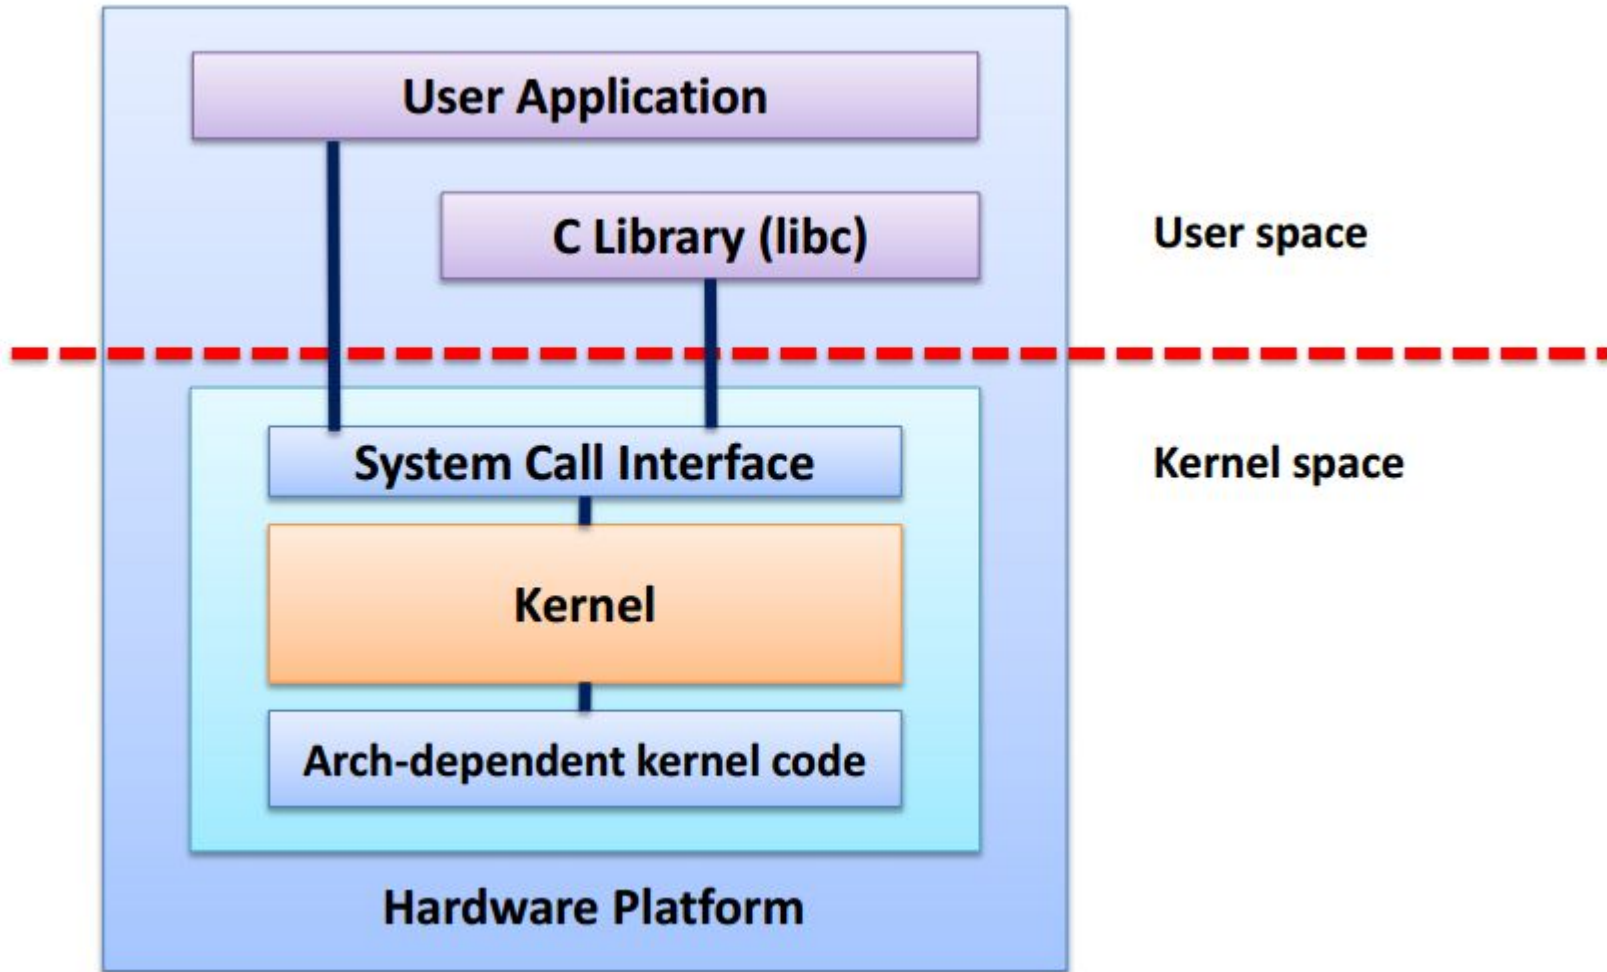 User Application
C Library (libc)
User space
System Call Interface
Kernel space
Kernel
Arch-dependent kernel code
Hardware Platform